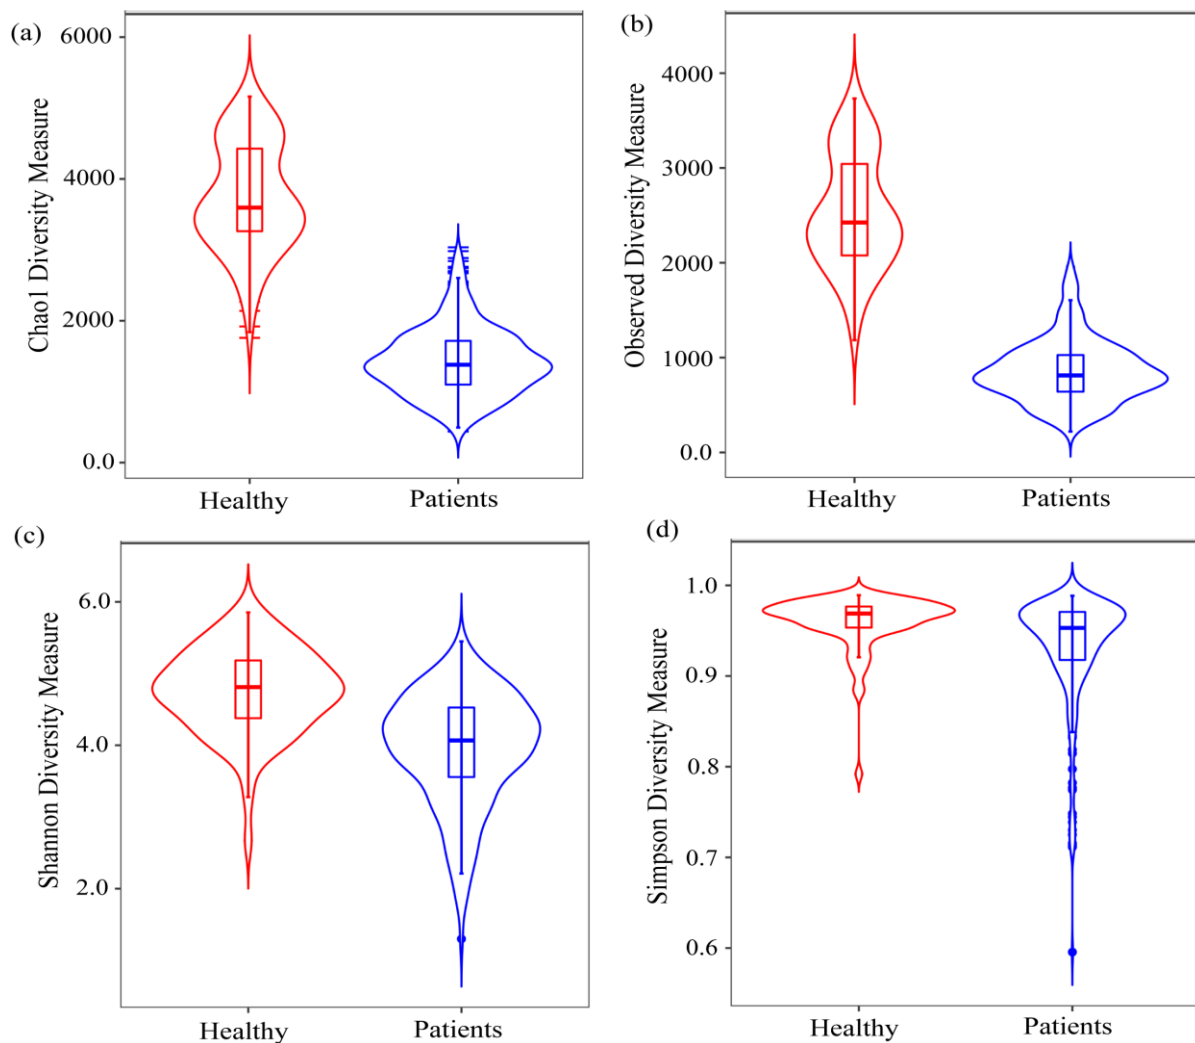 (a)
Chao1 Diversity Measure
6000
4000
2000
0.0
Healthy Patients
(b)
Observed Diversity Measure
4000
3000
2000
1000
0.0
Healthy Patients
(c)
Shannon Diversity Measure
6.0
4.0
2.0
Healthy Patients
(d)
Simpson Diversity Measure
1.0
0.9
0.8
0.7
0.6
Healthy Patients